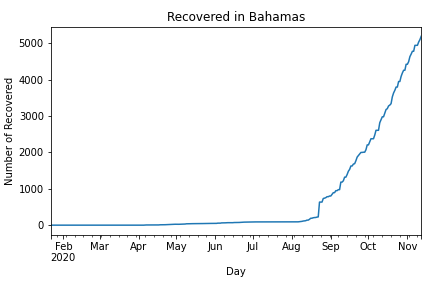 Recovered in Bahamas
Number of Recovered
5000
4000
3000
2000
1000
0
Feb Mar Apr May Jun Jul Aug Sep Oct Nov
2020
Day